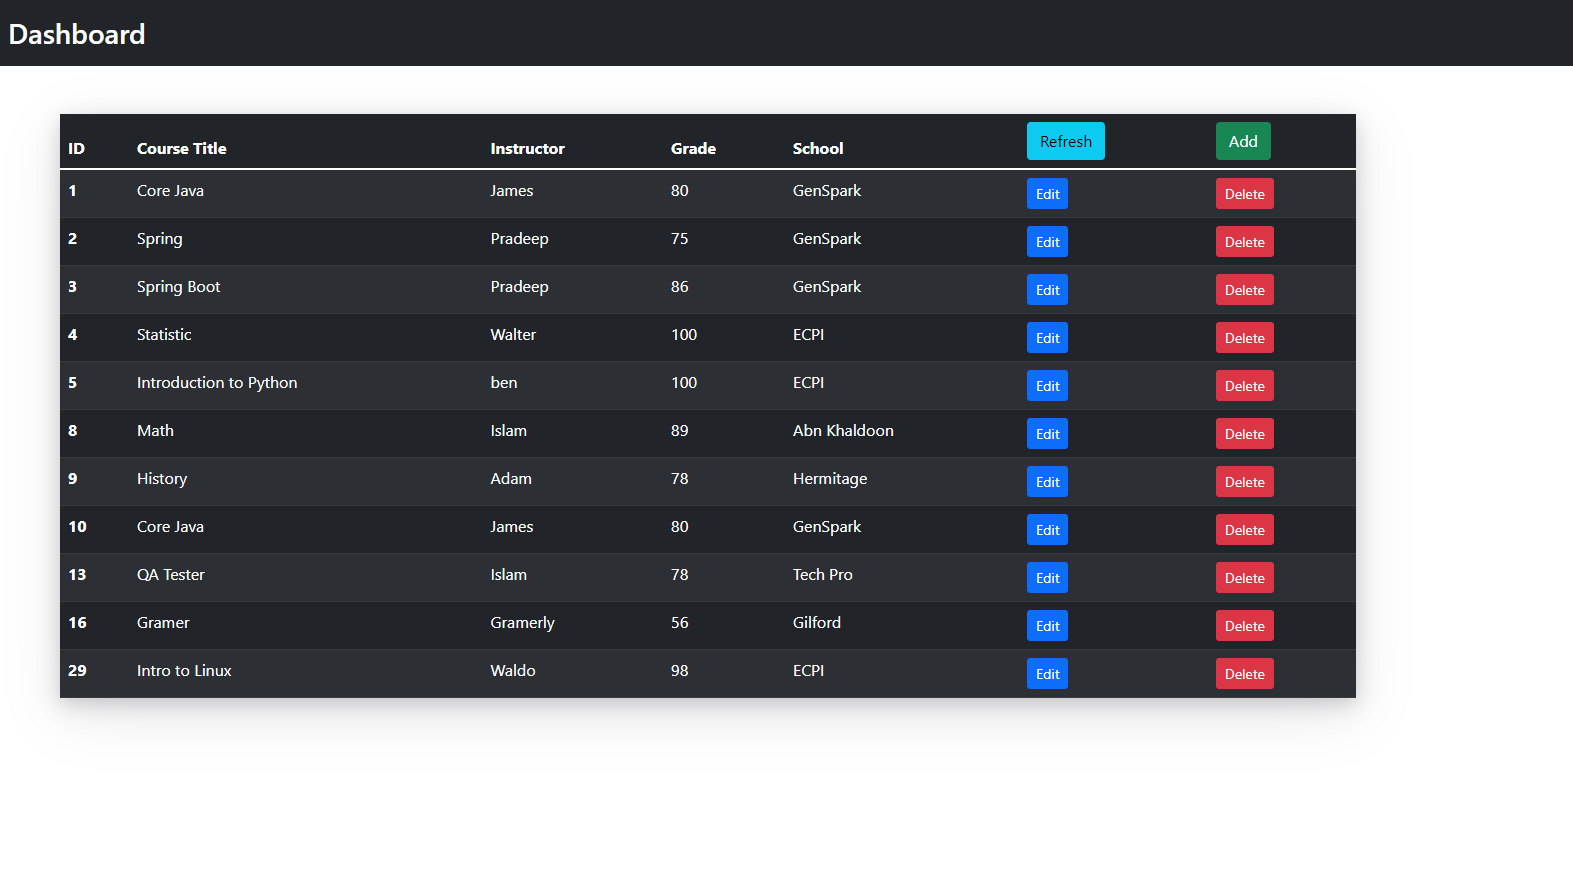 Dashboard
ID Course Title Instructor Grade School Refresh Add
1 Core Java James 80 GenSpark Edit Delete
2 Spring Pradeep 75 GenSpark Edit Delete
3 Spring Boot Pradeep 86 GenSpark Edit Delete
4 Statistic Walter 100 ECPI Edit Delete
5 Introduction to Python ben 100 ECPI Edit Delete
8 Math Islam 89 Abn Khaldoon Edit Delete
9 History Adam 78 Hermitage Edit Delete
10 Core Java James 80 GenSpark Edit Delete
13 QA Tester Islam 78 Tech Pro Edit Delete
16 Gramer Gramerly 56 Gilford Edit Delete
29 Intro to Linux Waldo 98 ECPI Edit Delete